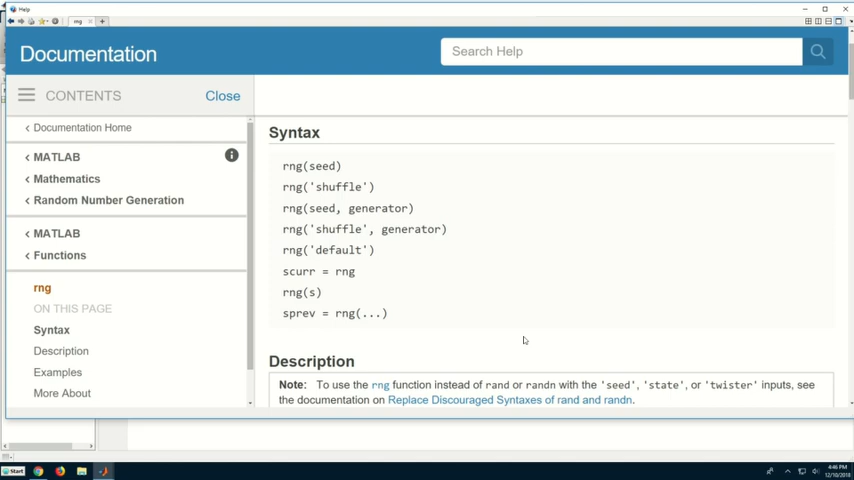 Help
rng
Documentation
Search Help
CONTENTS
Close
Documentation Home
MATLAB
Mathematics
Random Number Generation
MATLAB
Functions
rng
ON THIS PAGE
Syntax
Description
Examples
More About
Syntax
rng(seed)
rng('shuffle')
rng(seed, generator)
rng('shuffle', generator)
rng('default')
scurr = rng
rng(s)
sprev = rng(...)
Description
Note: To use the rng function instead of rand or randn with the 'seed', 'state', or 'twister' inputs, see
the documentation on Replace Discouraged Syntaxes of rand and randn.
Start
4:46 PM
12/10/2018